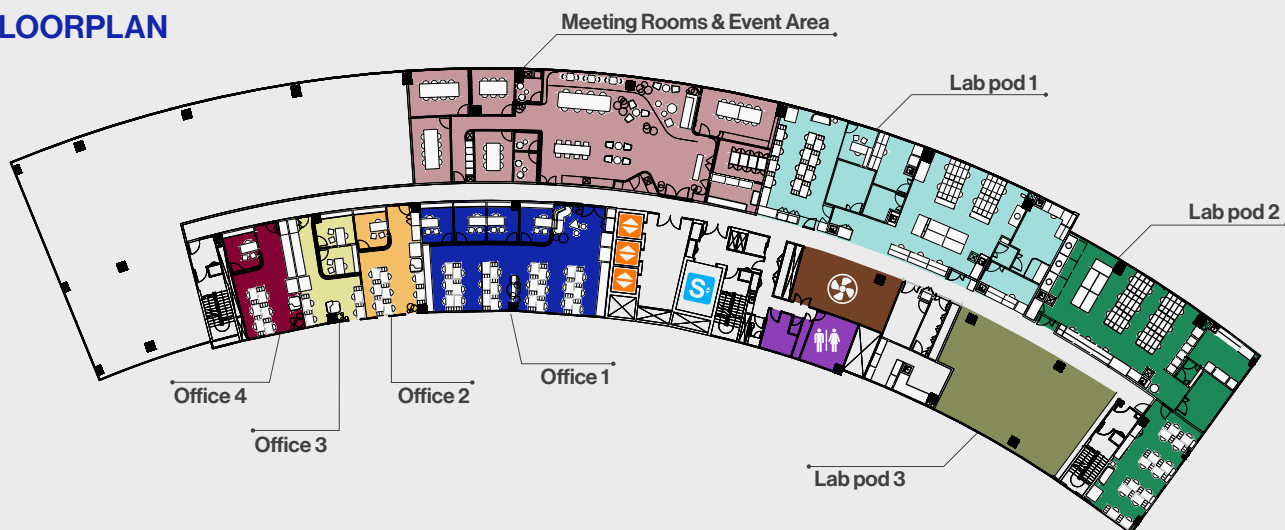 LOORPLAN
Meeting Rooms & Event Area
Lab pod 1
Lab pod 2
S
Office 1
Office 4
Office 2
Office 3
Lab pod 3